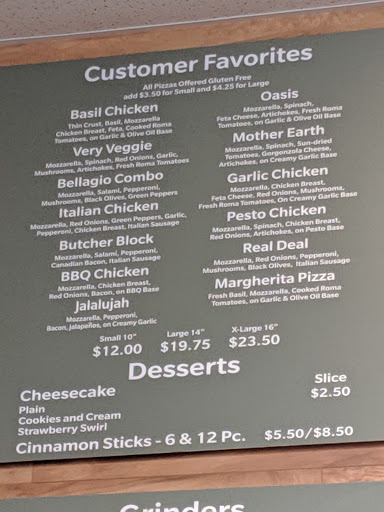 Customer Favorites
All Pizzas Offered Gluten Free
add $3.50 for Small and $4.25 for Large
Basil Chicken
Thin Crust, Basil, Mozzarella
Chicken Breast, Feta, Cooked Roma
Tomatoes, on Garlic & Olive Oil Base
Very Veggie
Mozzarella, Spinach, Red Onions, Garlic,
Mushrooms, Artichokes, Fresh Roma Tomatoes
Bellagio Combo
Mozzarella, Salami, Pepperoni,
Mushrooms, Black Olives, Green Peppers
Italian Chicken
Mozzarella, Red Onions, Green Peppers, Garlic,
Pepperoni, Chicken Breast, Italian Sausage
Butcher Block
Mozzarella, Salami, Pepperoni,
Canadian Bacon, Italian Sausage
BBQ Chicken
Mozzarella, Chicken Breast,
Red Onions, Bacon, on BBQ Base
Jalalujah
Mozzarella, Pepperoni,
Bacon, Jalapeños, on Creamy Garlic
Oasis
Mozzarella, Spinach,
Feta Cheese, Artichokes, Fresh Roma
Tomatoes, on Garlic & Olive Oil Base
Mother Earth
Mozzarella, Spinach, Sun-dried
Tomatoes, Gorgonzola Cheese,
Artichokes, on Creamy Garlic Base
Garlic Chicken
Mozzarella, Chicken Breast,
Feta Cheese, Red Onions, Mushrooms,
Fresh Roma Tomatoes, On Creamy Garlic Base
Pesto Chicken
Mozzarella, Spinach, Chicken Breast,
Red Onions, Artichokes, on Pesto Base
Real Deal
Mozzarella, Red Onions, Pepperoni,
Mushrooms, Black Olives, Italian Sausage
Margherita Pizza
Fresh Basil, Mozzarella, Cooked Roma
Tomatoes, on Garlic & Olive Oil Base
Small 10" Large 14" X-Large 16"
$12.00 $19.75 $23.50
Desserts
Cheesecake Slice
$2.50
Plain
Cookies and Cream
Strawberry Swirl
Cinnamon Sticks - 6 & 12 Pc. $5.50/$8.50
Grinders